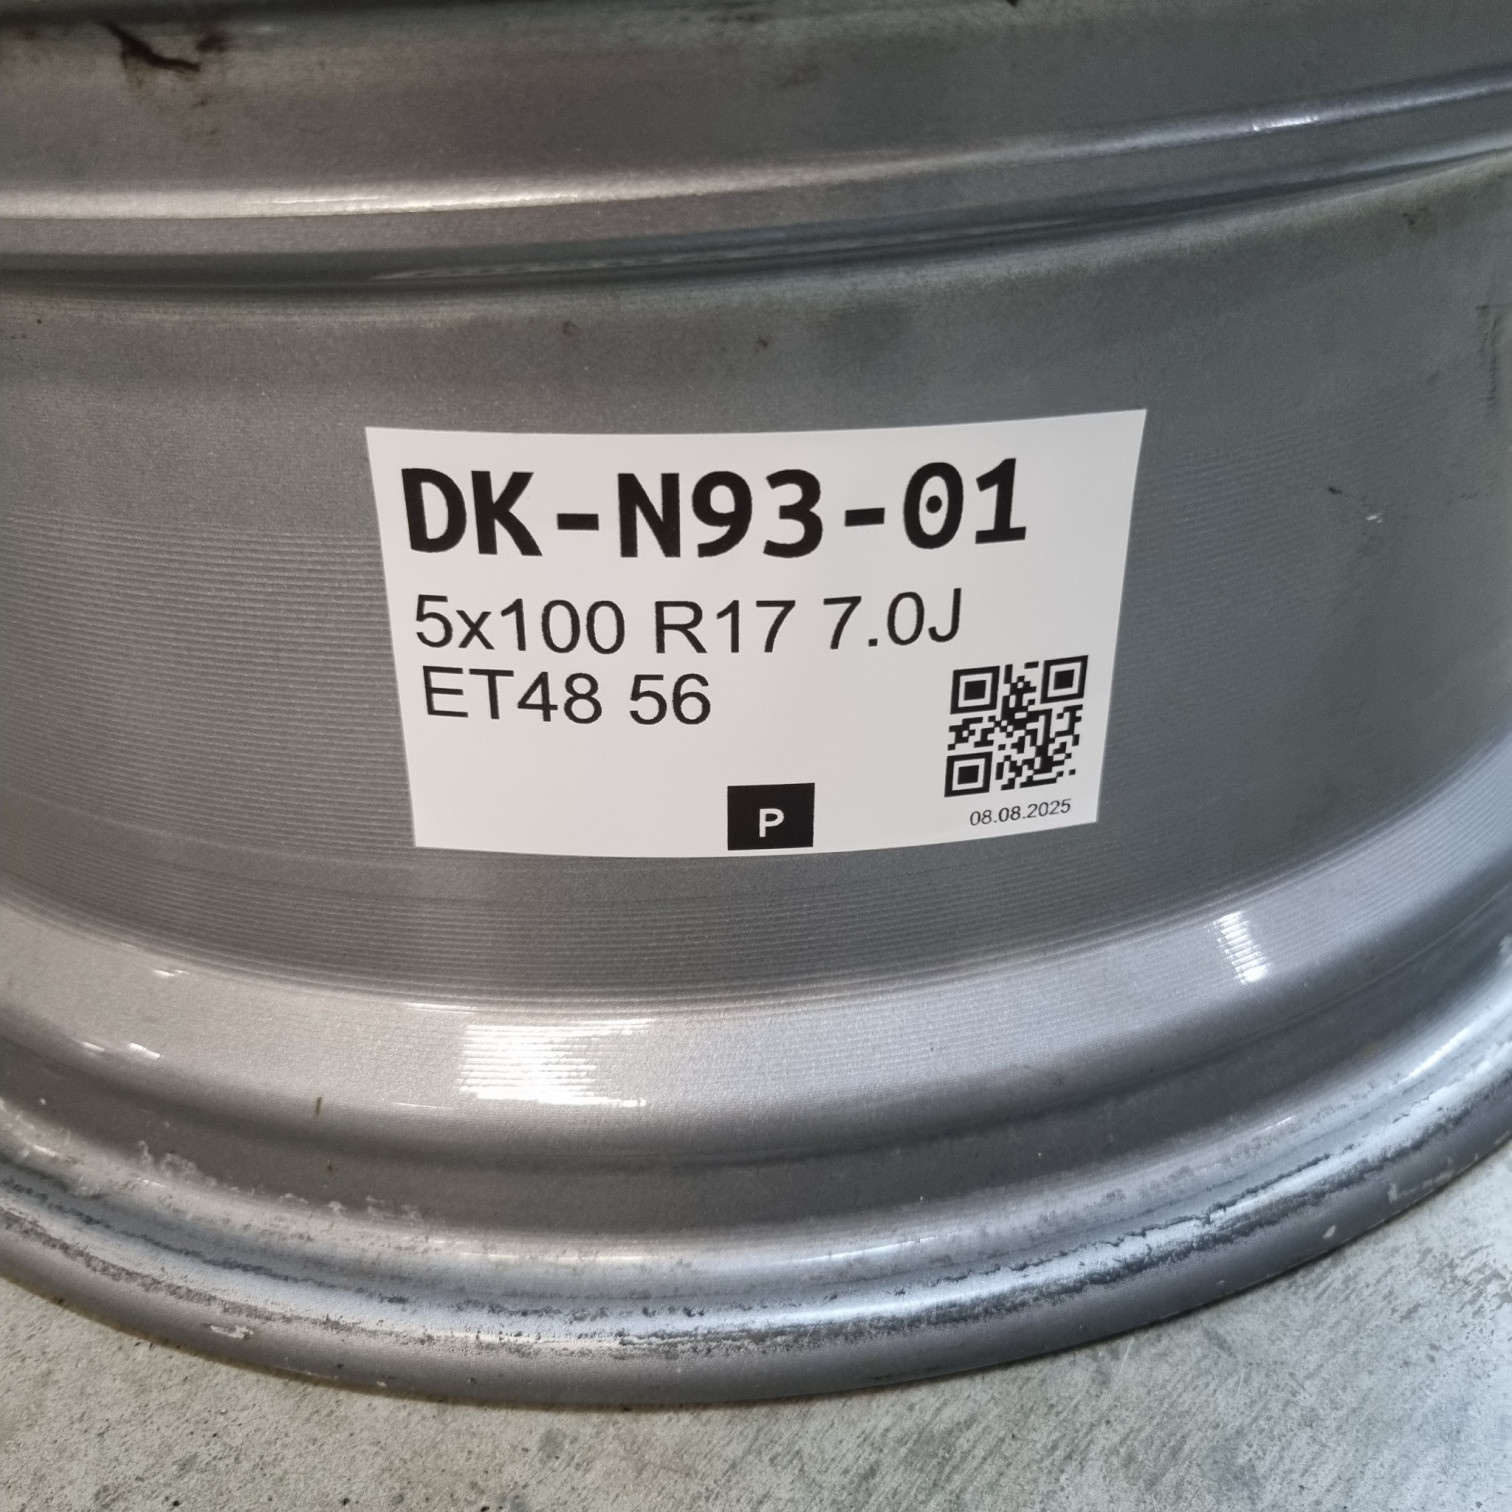 DK-N93-01
5x100 R17 7.0J
ET48 56
P
08.08.2025